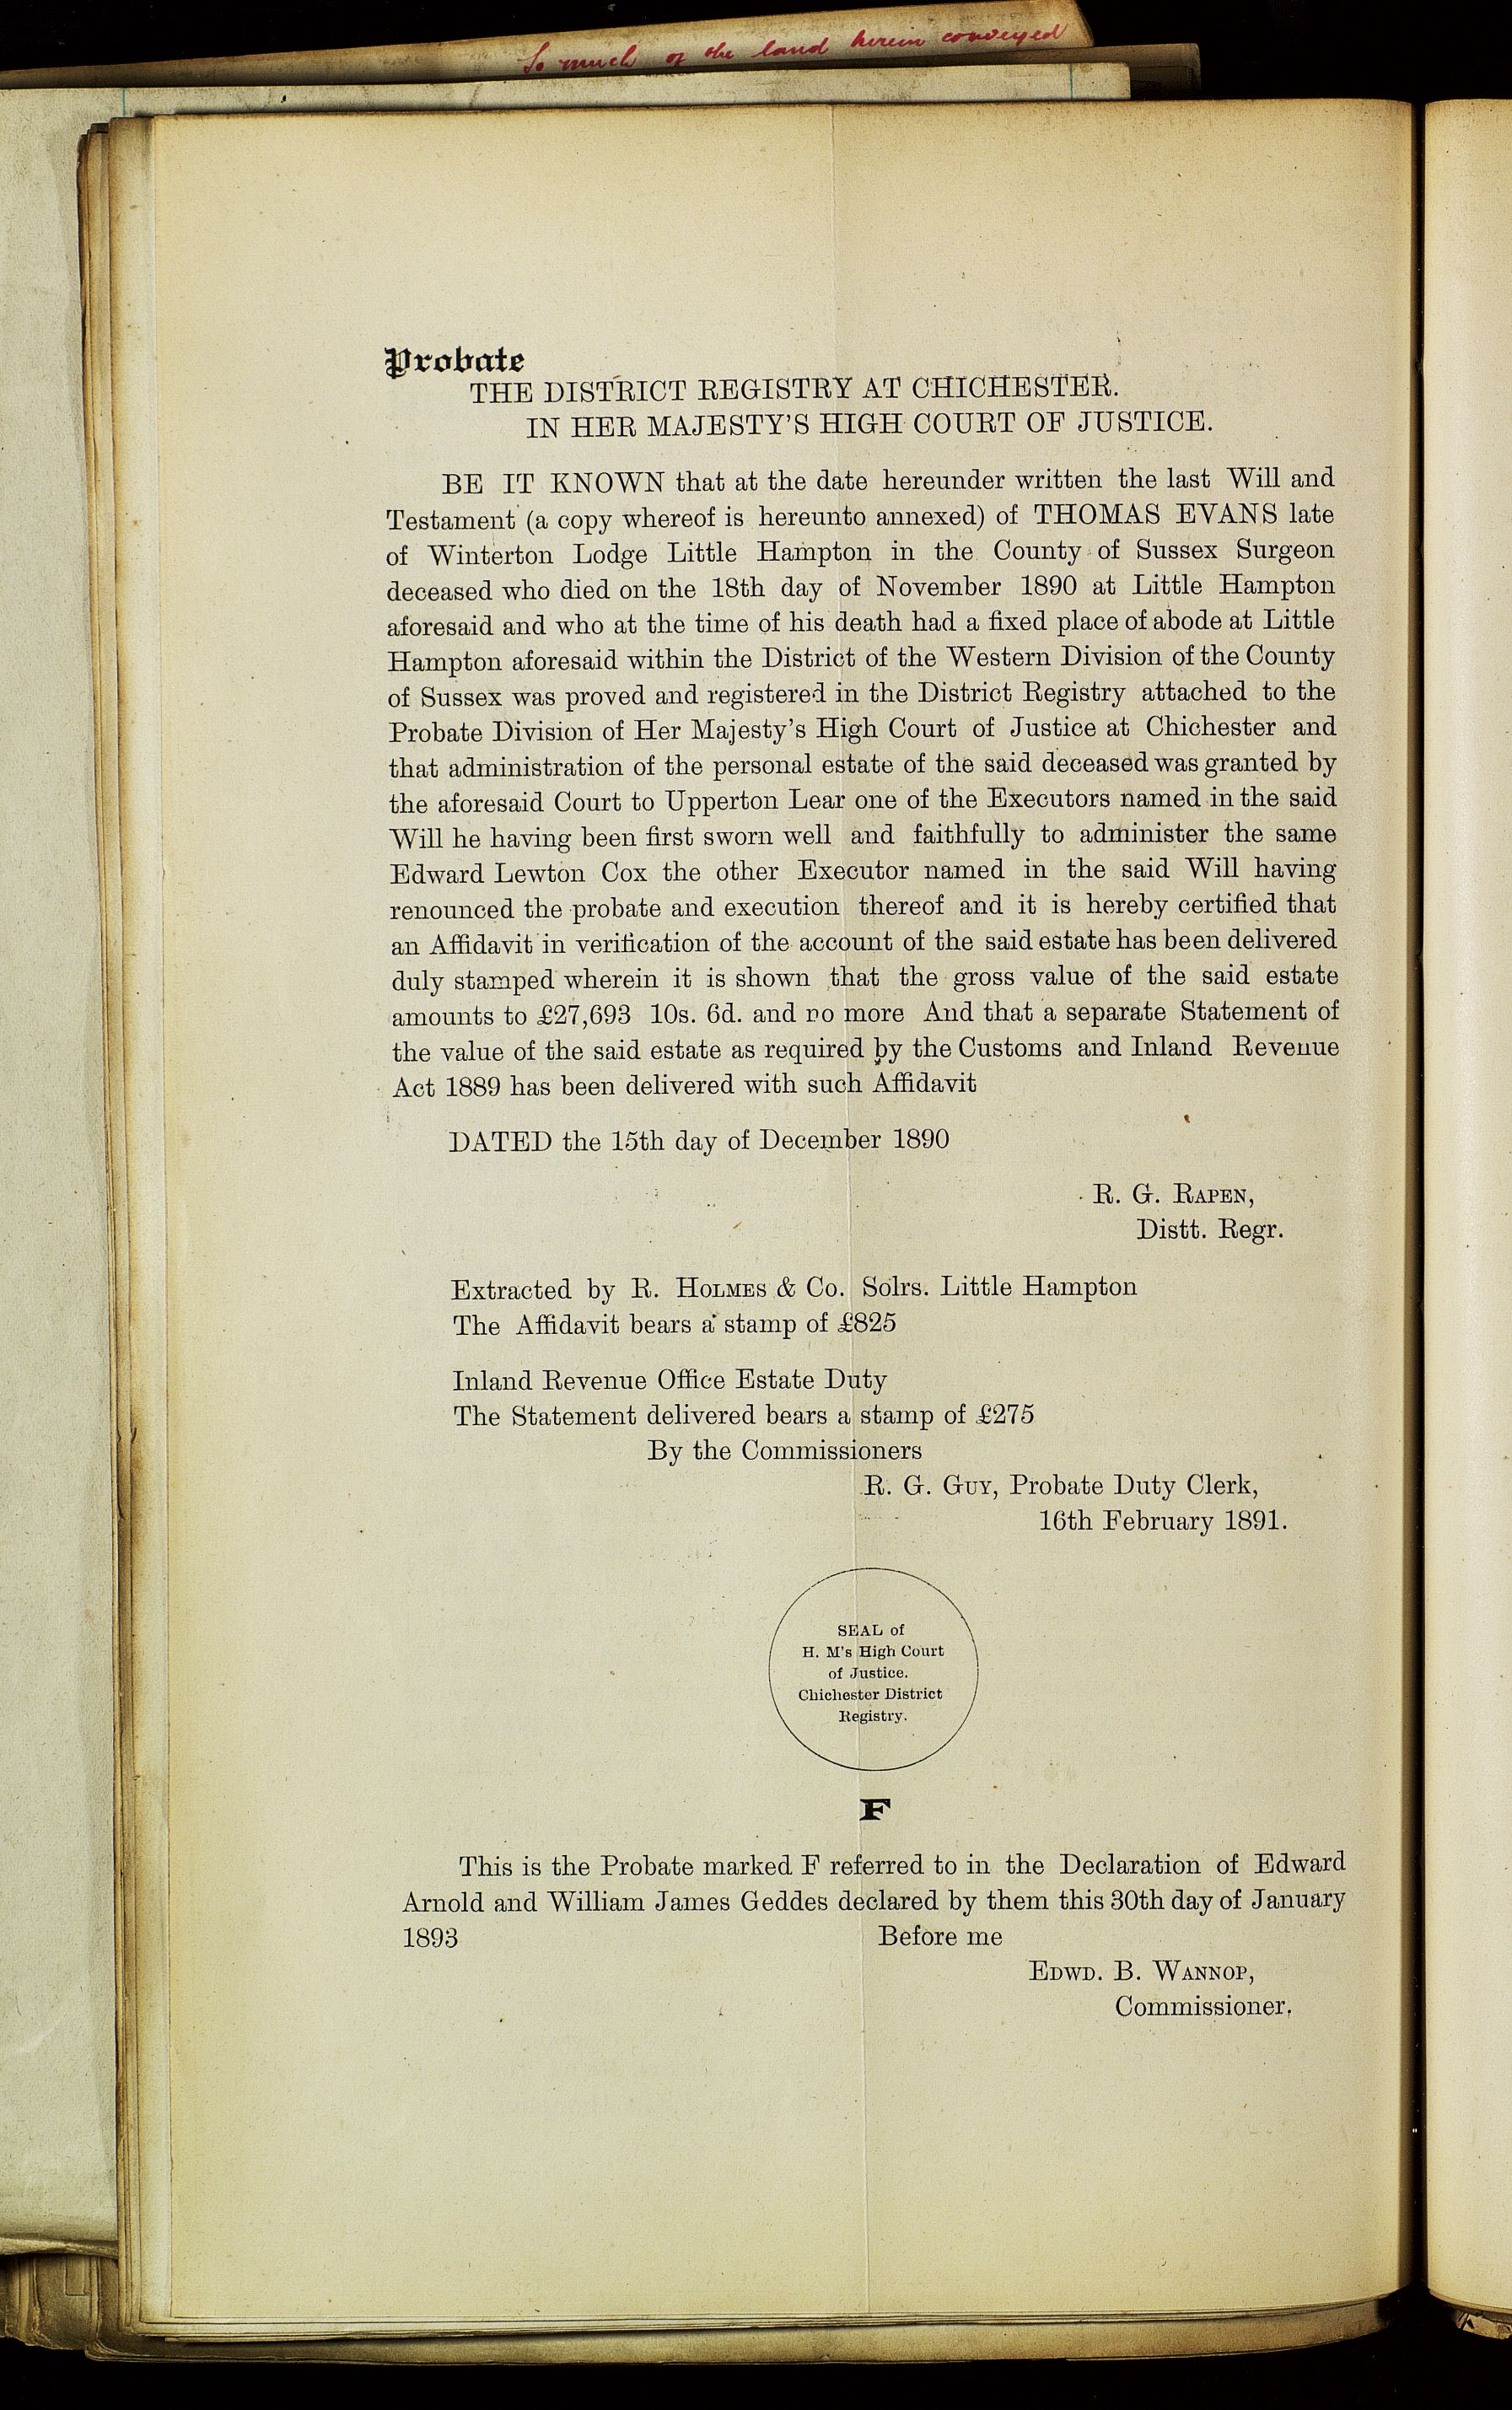 So much of the land herein conveyed
Probate
THE DISTRICT REGISTRY AT CHICHESTER.
IN HER MAJESTY'S HIGH COURT OF JUSTICE.
BE IT KNOWN that at the date hereunder written the last Will and
Testament (a copy whereof is hereunto annexed) of THOMAS EVANS late
of Winterton Lodge Little Hampton in the County of Sussex Surgeon
deceased who died on the 18th day of November 1890 at Little Hampton
aforesaid and who at the time of his death had a fixed place of abode at Little
Hampton aforesaid within the District of the Western Division of the County
of Sussex was proved and registered in the District Registry attached to the
Probate Division of Her Majesty's High Court of Justice at Chichester and
that administration of the personal estate of the said deceased was granted by
the aforesaid Court to Upperton Lear one of the Executors named in the said
Will he having been first sworn well and faithfully to administer the same
Edward Lewton Cox the other Executor named in the said Will having
renounced the probate and execution thereof and it is hereby certified that
an Affidavit in verification of the account of the said estate has been delivered
duly stamped wherein it is shown that the gross value of the said estate
amounts to £27,693 10s. 6d. and no more And that a separate Statement of
the value of the said estate as required by the Customs and Inland Revenue
Act 1889 has been delivered with such Affidavit
DATED the 15th day of December 1890
R. G. RAPEN,
Distt. Regr.
Extracted by R. HOLMES & Co. Solrs. Little Hampton
The Affidavit bears a stamp of £825
Inland Revenue Office Estate Duty
The Statement delivered bears a stamp of £275
By the Commissioners
R. G. GUY, Probate Duty Clerk,
16th February 1891.
SEAL of
H. M's High Court
of Justice.
Chichester District
Registry.
F
This is the Probate marked F referred to in the Declaration of Edward
Arnold and William James Geddes declared by them this 30th day of January
1893 Before me
EDWD. B. WANNOP,
Commissioner.